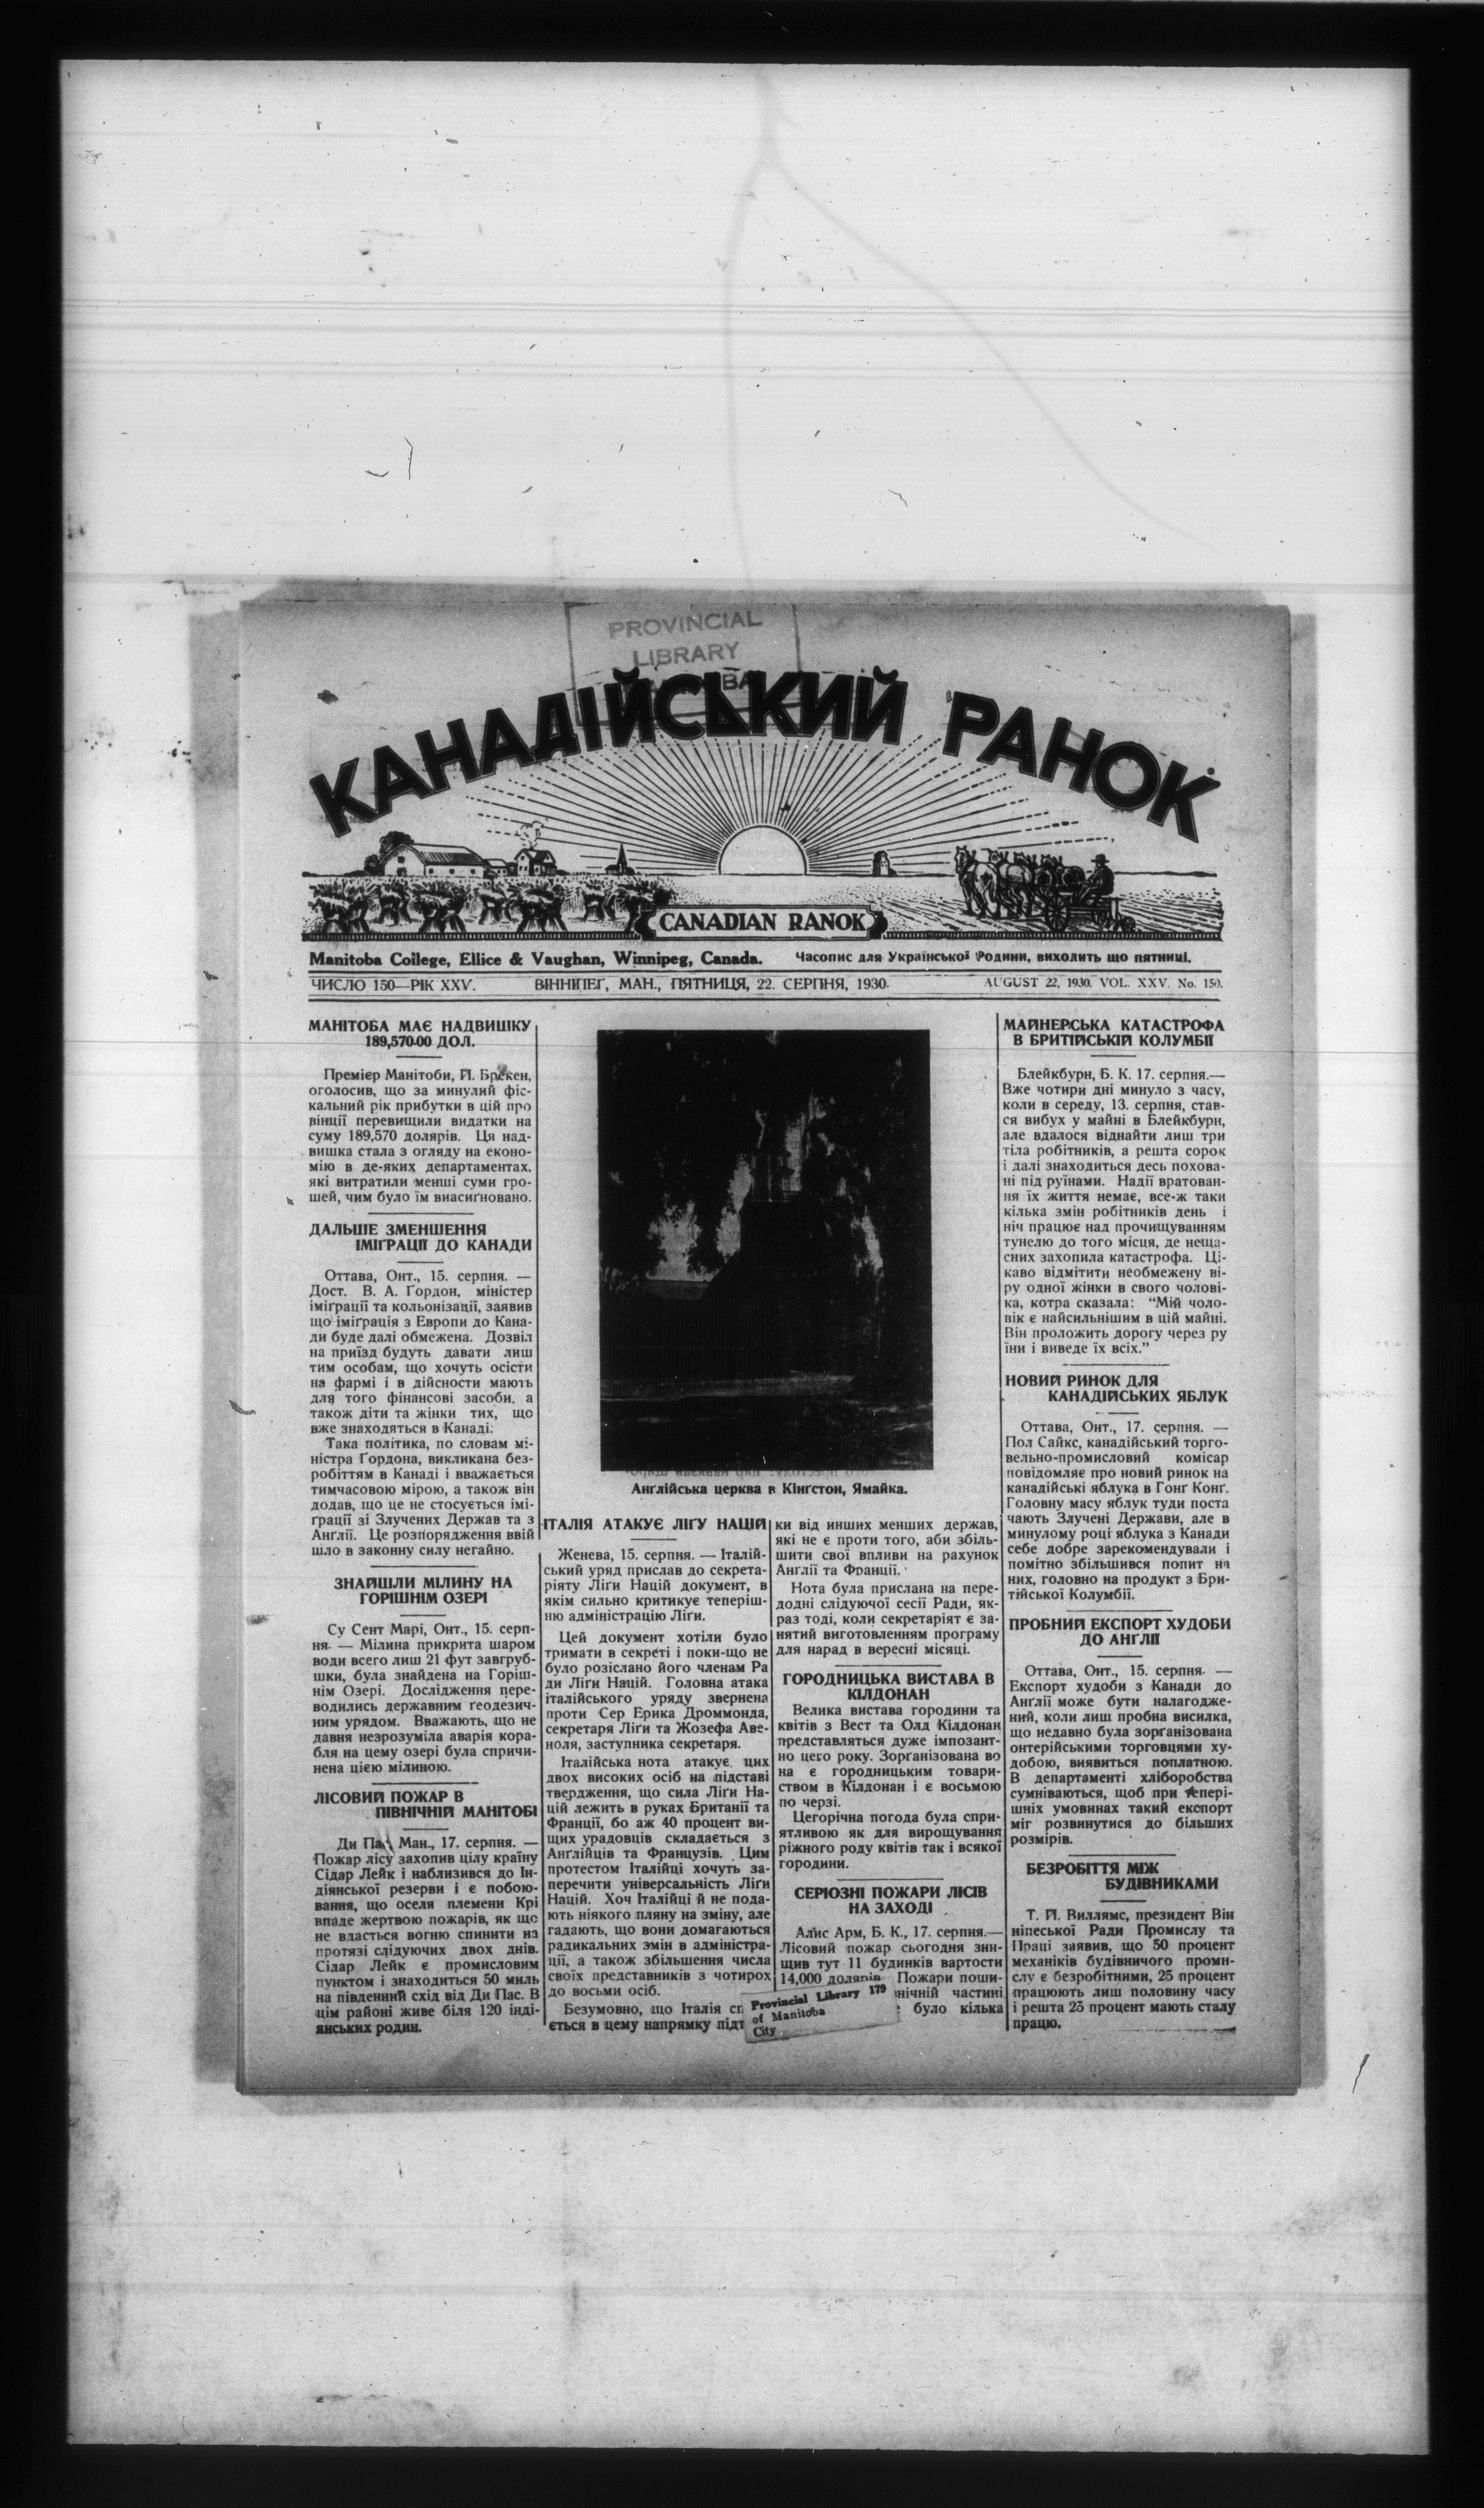 PROVINCIAL
LIBRARY
КАНАДІЙСЬКИЙ РАНОК
CANADIAN RANOK
Manitoba College, Ellice & Vaughan, Winnipeg, Canada. Часопис для Української Родини, виходить що пятниці.
ЧИСЛО 150—РІК XXV. ВІННІПЕҐ, МАН., ПЯТНИЦЯ, 22. СЕРПНЯ, 1930. AUGUST 22, 1930. VOL. XXV. No. 150.
МАНІТОБА МАЄ НАДВИШКУ
189,570.00 ДОЛ.
Премієр Манітоби, Й. Брекен,
оголосив, що за минулий фіс-
кальний рік прибутки в цій про
вінції перевищили видатки на
суму 189,570 долярів. Ця над-
вишка стала з огляду на еконо-
мію в де-яких департаментах,
які витратили менші суми гро-
шей, чим було їм виасиґновано.
ДАЛЬШЕ ЗМЕНШЕННЯ
ІМІҐРАЦІЇ ДО КАНАДИ
Оттава, Онт., 15. серпня. —
Дост. В. А. Ґордон, міністер
іміґрації та кольонізації, заявив
що іміґрація з Европи до Кана-
ди буде далі обмежена. Дозвіл
на приїзд будуть давати лиш
тим особам, що хочуть осісти
на фармі і в дійсности мають
для того фінансові засоби, а
також діти та жінки тих, що
вже знаходяться в Канаді.
Така політика, по словам мі-
ністра Ґордона, викликана без-
робіттям в Канаді і вважається
тимчасовою мірою, а також він
додав, що це не стосується імі-
ґрації зі Злучених Держав та з
Англії. Це розпорядження ввій
шло в законну силу негайно.
ЗНАЙШЛИ МІЛИНУ НА
ГОРІШНІМ ОЗЕРІ
Су Сент Марі, Онт., 15. серп-
ня. — Мілина прикрита шаром
води всего лиш 21 фут завгруб-
шки, була знайдена на Горіш-
нім Озері. Дослідження пере-
водились державним ґеодезич-
ним урядом. Вважають, що не
давня незрозуміла аварія кора-
бля на цему озері була спричи-
нена цією мілиною.
ЛІСОВИЙ ПОЖАР В
ПІВНІЧНІЙ МАНІТОБІ
Ди Па, Ман., 17. серпня. —
Пожар лісу захопив цілу країну
Сідар Лейк і наблизився до Ін-
діянської резерви і є побою-
вання, що оселя племени Крі
впаде жертвою пожарів, як ще
не вдасться вогню спинити на
протязі слідуючих двох днів.
Сідар Лейк є промисловим
пунктом і знаходиться 50 миль
на південний схід від Ди Пас. В
цім районі живе біля 120 інді-
янських родин.
Англійська церква в Кінґстон, Ямайка.
ІТАЛІЯ АТАКУЄ ЛІҐУ НАЦІЙ
Женева, 15. серпня. — Італій-
ський уряд прислав до секрета-
ріяту Ліґи Націй документ, в
якім сильно критикує теперіш-
ню адміністрацію Ліґи.
Цей документ хотіли було
тримати в секреті і поки-що не
було розіслано його членам Ра
ди Ліґи Націй. Головна атака
італійського уряду звернена
проти Сер Ерика Дроммонда,
секретаря Ліґи та Жозефа Аве-
ноля, заступника секретаря.
Італійська нота атакує цих
двох високих осіб на підставі
твердження, що сила Ліґи На-
цій лежить в руках Британії та
Франції, бо аж 40 процент ви-
щих урадовців складається з
Англійців та Французів. Цим
протестом Італійці хочуть за-
перечити універсальність Ліґи
Націй. Хоч Італійці й не пода-
ють ніякого пляну на зміну, але
гадають, що вони домагаються
радикальних змін в адміністра-
ції, а також збільшення числа
своїх представників з чотирох
до восьми осіб.
Безумовно, що Італія
ється в цему напрямку
ки від инших менших держав,
які не є проти того, аби збіль-
шити свої впливи на рахунок
Англії та Франції.
Нота була прислана на пере-
додні слідуючої сесії Ради, як-
раз тоді, коли секретаріят є за-
нятий виготовленням програму
для нарад в вересні місяці.
ГОРОДНИЦЬКА ВИСТАВА В
КІЛДОНАН
Велика вистава городини та
квітів з Вест та Олд Кілдонан
представляться дуже імпозант-
но цего року. Зорґанізована во
на є городницьким товари-
ством в Кілдонан і є восьмою
по черзі.
Цегорічна погода була спри-
ятливою як для вирощування
ріжного роду квітів так і всякої
городини.
СЕРІОЗНІ ПОЖАРИ ЛІСІВ
НА ЗАХОДІ
Алис Арм, Б. К., 17. серпня.—
Лісовий пожар сьогодня зни-
щив тут 11 будинків вартости
14,000 долярів. Пожари поши-
нічній частині
було кілька
Provincial Library 179
of Manitoba
City
МАЙНЕРСЬКА КАТАСТРОФА
В БРИТІЙСЬКІЙ КОЛУМБІЇ
Блейкбурн, Б. К. 17. серпня.—
Вже чотири дні минуло з часу,
коли в середу, 13. серпня, став-
ся вибух у майні в Блейкбурн,
але вдалося віднайти лиш три
тіла робітників, а решта сорок
і далі знаходиться десь похова-
ні під руїнами. Надії вратован-
ня їх життя немає, все-ж таки
кілька змін робітників день і
ніч працює над прочищуванням
тунелю до того місця, де неща-
сних захопила катастрофа. Ці-
каво відмітити необмежену ві-
ру одної жінки в свого чолові-
ка, котра сказала: “Мій чоло-
вік є найсильнішим в цій майні.
Він проложить дорогу через ру
їни і виведе їх всіх.”
НОВИЙ РИНОК ДЛЯ
КАНАДІЙСЬКИХ ЯБЛУК
Оттава, Онт., 17. серпня. —
Пол Сайкс, канадійський торго-
вельно-промисловий комісар
повідомляє про новий ринок на
канадійські яблука в Гонґ Конґ.
Головну масу яблук туди поста
чають Злучені Держави, але в
минулому році яблука з Канади
себе добре зарекомендували і
помітно збільшився попит на
них, головно на продукт з Бри-
тійської Колумбії.
ПРОБНИЙ ЕКСПОРТ ХУДОБИ
ДО АНГЛІЇ
Оттава, Онт., 15. серпня. —
Експорт худоби з Канади до
Англії може бути налагодже-
ний, коли лиш пробна висилка,
що недавно була зорґанізована
онтерійськими торговцями ху-
добою, виявиться поплатною.
В департаменті хліборобства
сумніваються, щоб при тепері-
шніх умовинах такий експорт
міг розвинутися до більших
розмірів.
БЕЗРОБІТТЯ МІЖ
БУДІВНИКАМИ
Т. Й. Виллямс, президент Він
ніпеської Ради Промислу та
Праці заявив, що 50 процент
механіків будівничого проми-
слу є безробітними, 25 процент
працюють лиш половину часу
і решта 25 процент мають сталу
працю.